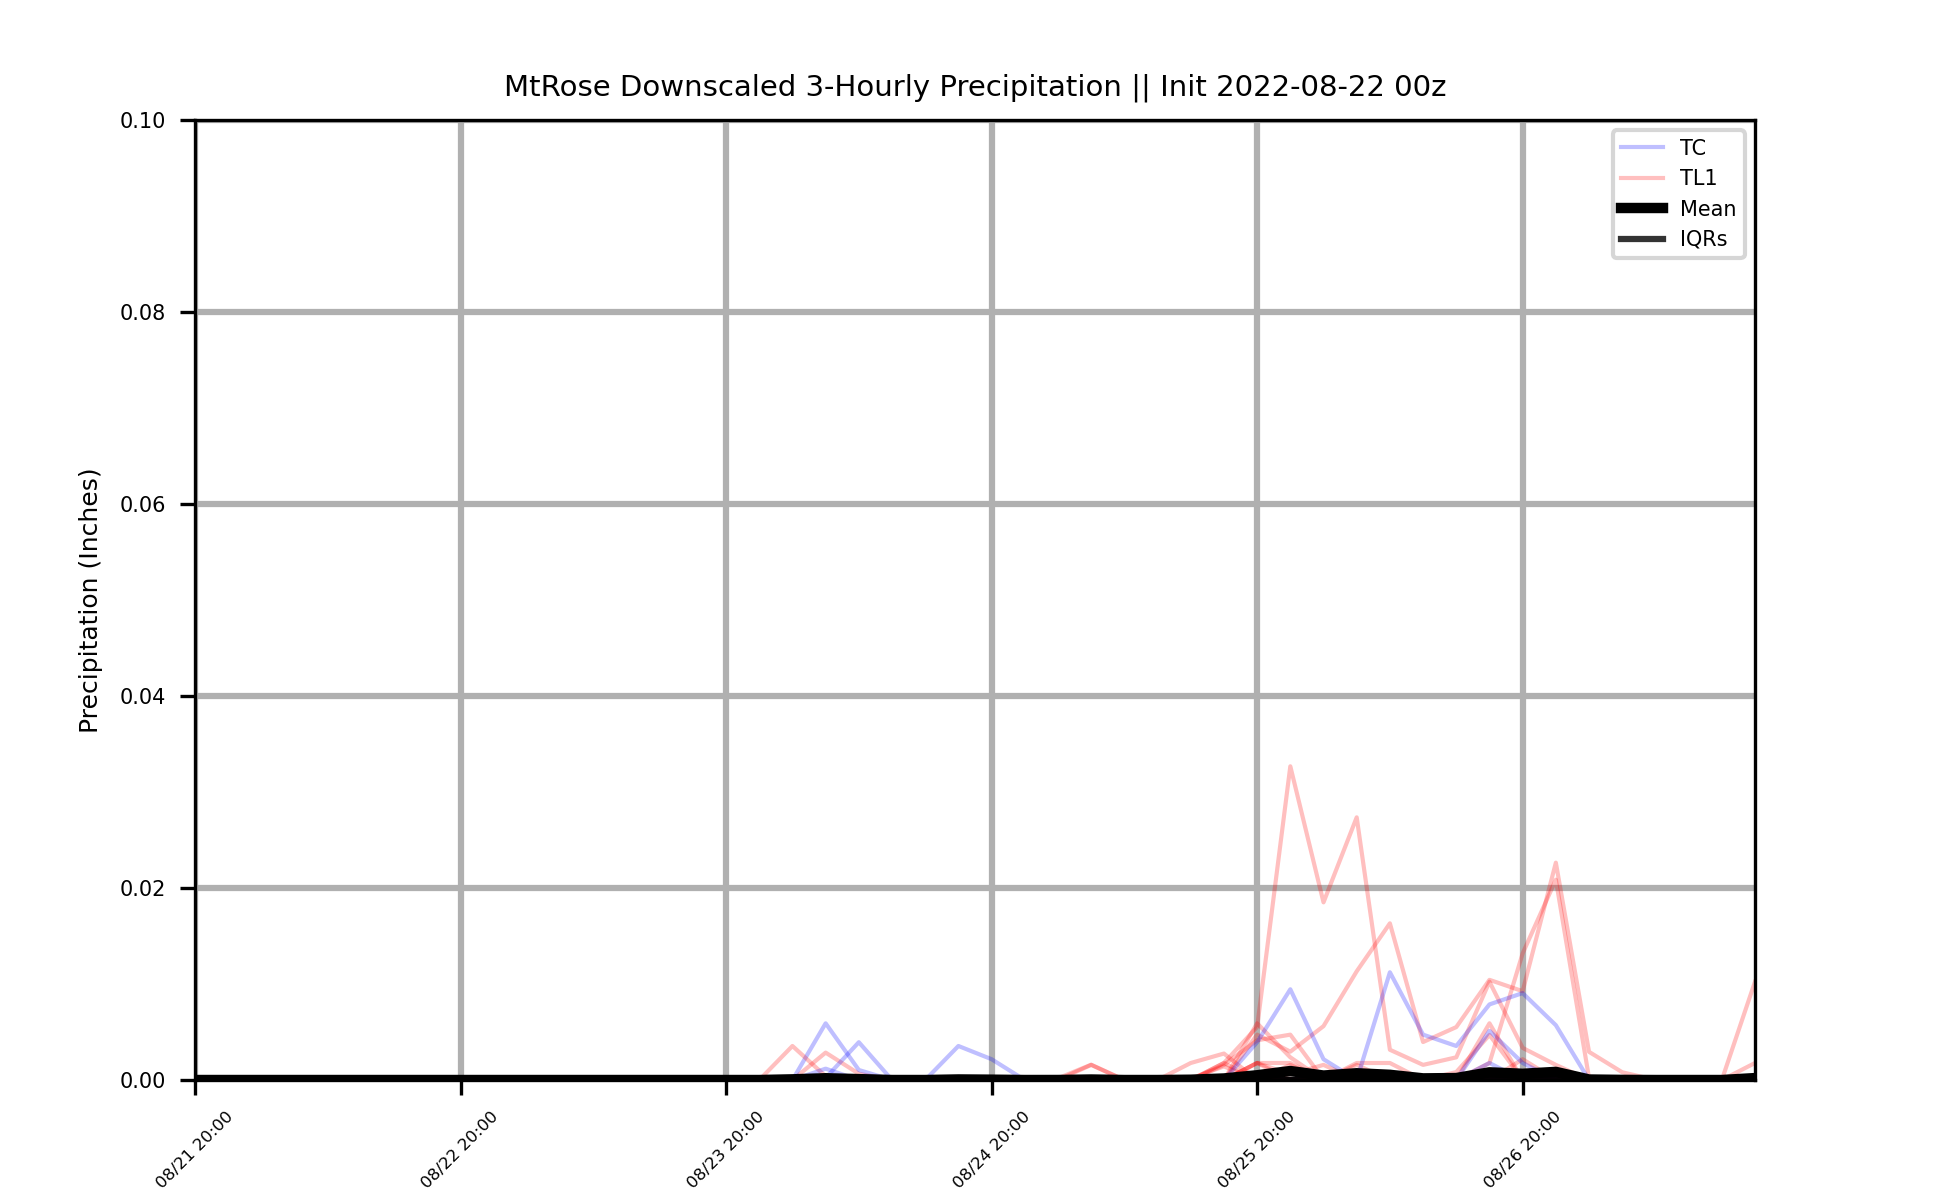 MtRose Downscaled 3-Hourly Precipitation || Init 2022-08-22 00z
TC
TL1
Mean
IQRs
Precipitation (Inches)
0.10
0.08
0.06
0.04
0.02
0.00
08/21 20:00
08/22 20:00
08/23 20:00
08/24 20:00
08/25 20:00
08/26 20:00